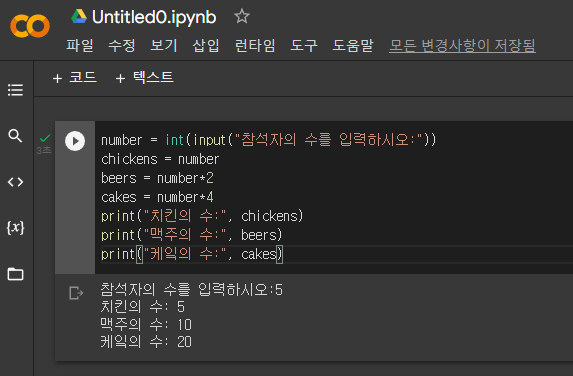 Untitled0.ipynb
파일 수정 보기 삽입 런타임 도구 도움말 모든 변경사항이 저장됨
+ 코드 + 텍스트
3초
number = int(input("참석자의 수를 입력하시오:"))
chickens = number
beers = number*2
cakes = number*4
print("치킨의 수:", chickens)
print("맥주의 수:", beers)
print("케잌의 수:", cakes)
참석자의 수를 입력하시오:5
치킨의 수: 5
맥주의 수: 10
케잌의 수: 20